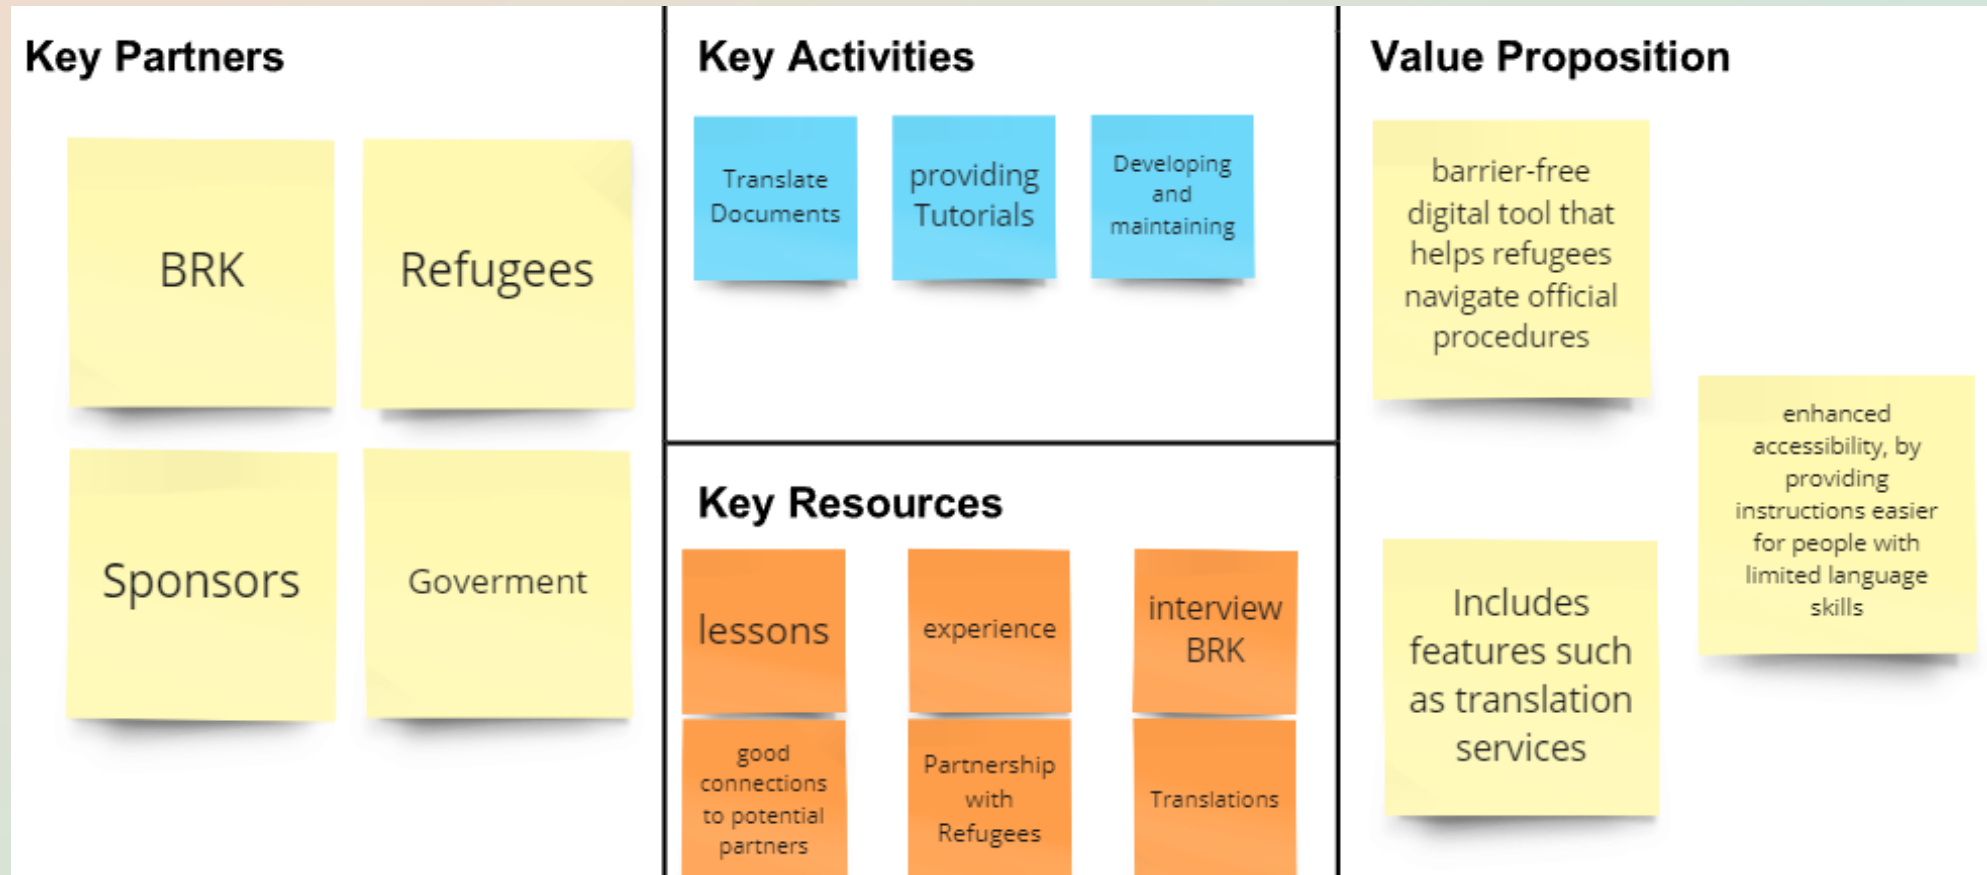 Key Partners
BRK
Refugees
Sponsors
Goverment
Key Activities
Translate
Documents
providing
Tutorials
Developing
and
maintaining
Key Resources
lessons
experience
interview
BRK
good
connections
to potential
partners
Partnership
with
Refugees
Translations
Value Proposition
barrier-free
digital tool that
helps refugees
navigate official
procedures
enhanced
accessibility, by
providing
instructions easier
for people with
limited language
skills
Includes
features such
as translation
services